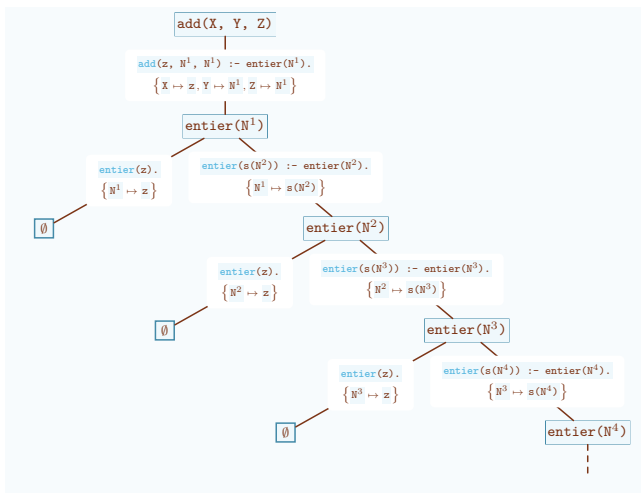 add(X, Y, Z)
add(z, N¹, N¹) :- entier(N¹).
{X ↦ z, Y ↦ N¹, Z ↦ N¹}
entier(N¹)
entier(z).
{N¹ ↦ z}
entier(s(N²)) :- entier(N²).
{N¹ ↦ s(N²)}
∅
entier(N²)
entier(z).
{N² ↦ z}
entier(s(N³)) :- entier(N³).
{N² ↦ s(N³)}
∅
entier(N³)
entier(z).
{N³ ↦ z}
entier(s(N⁴)) :- entier(N⁴).
{N³ ↦ s(N⁴)}
∅
entier(N⁴)